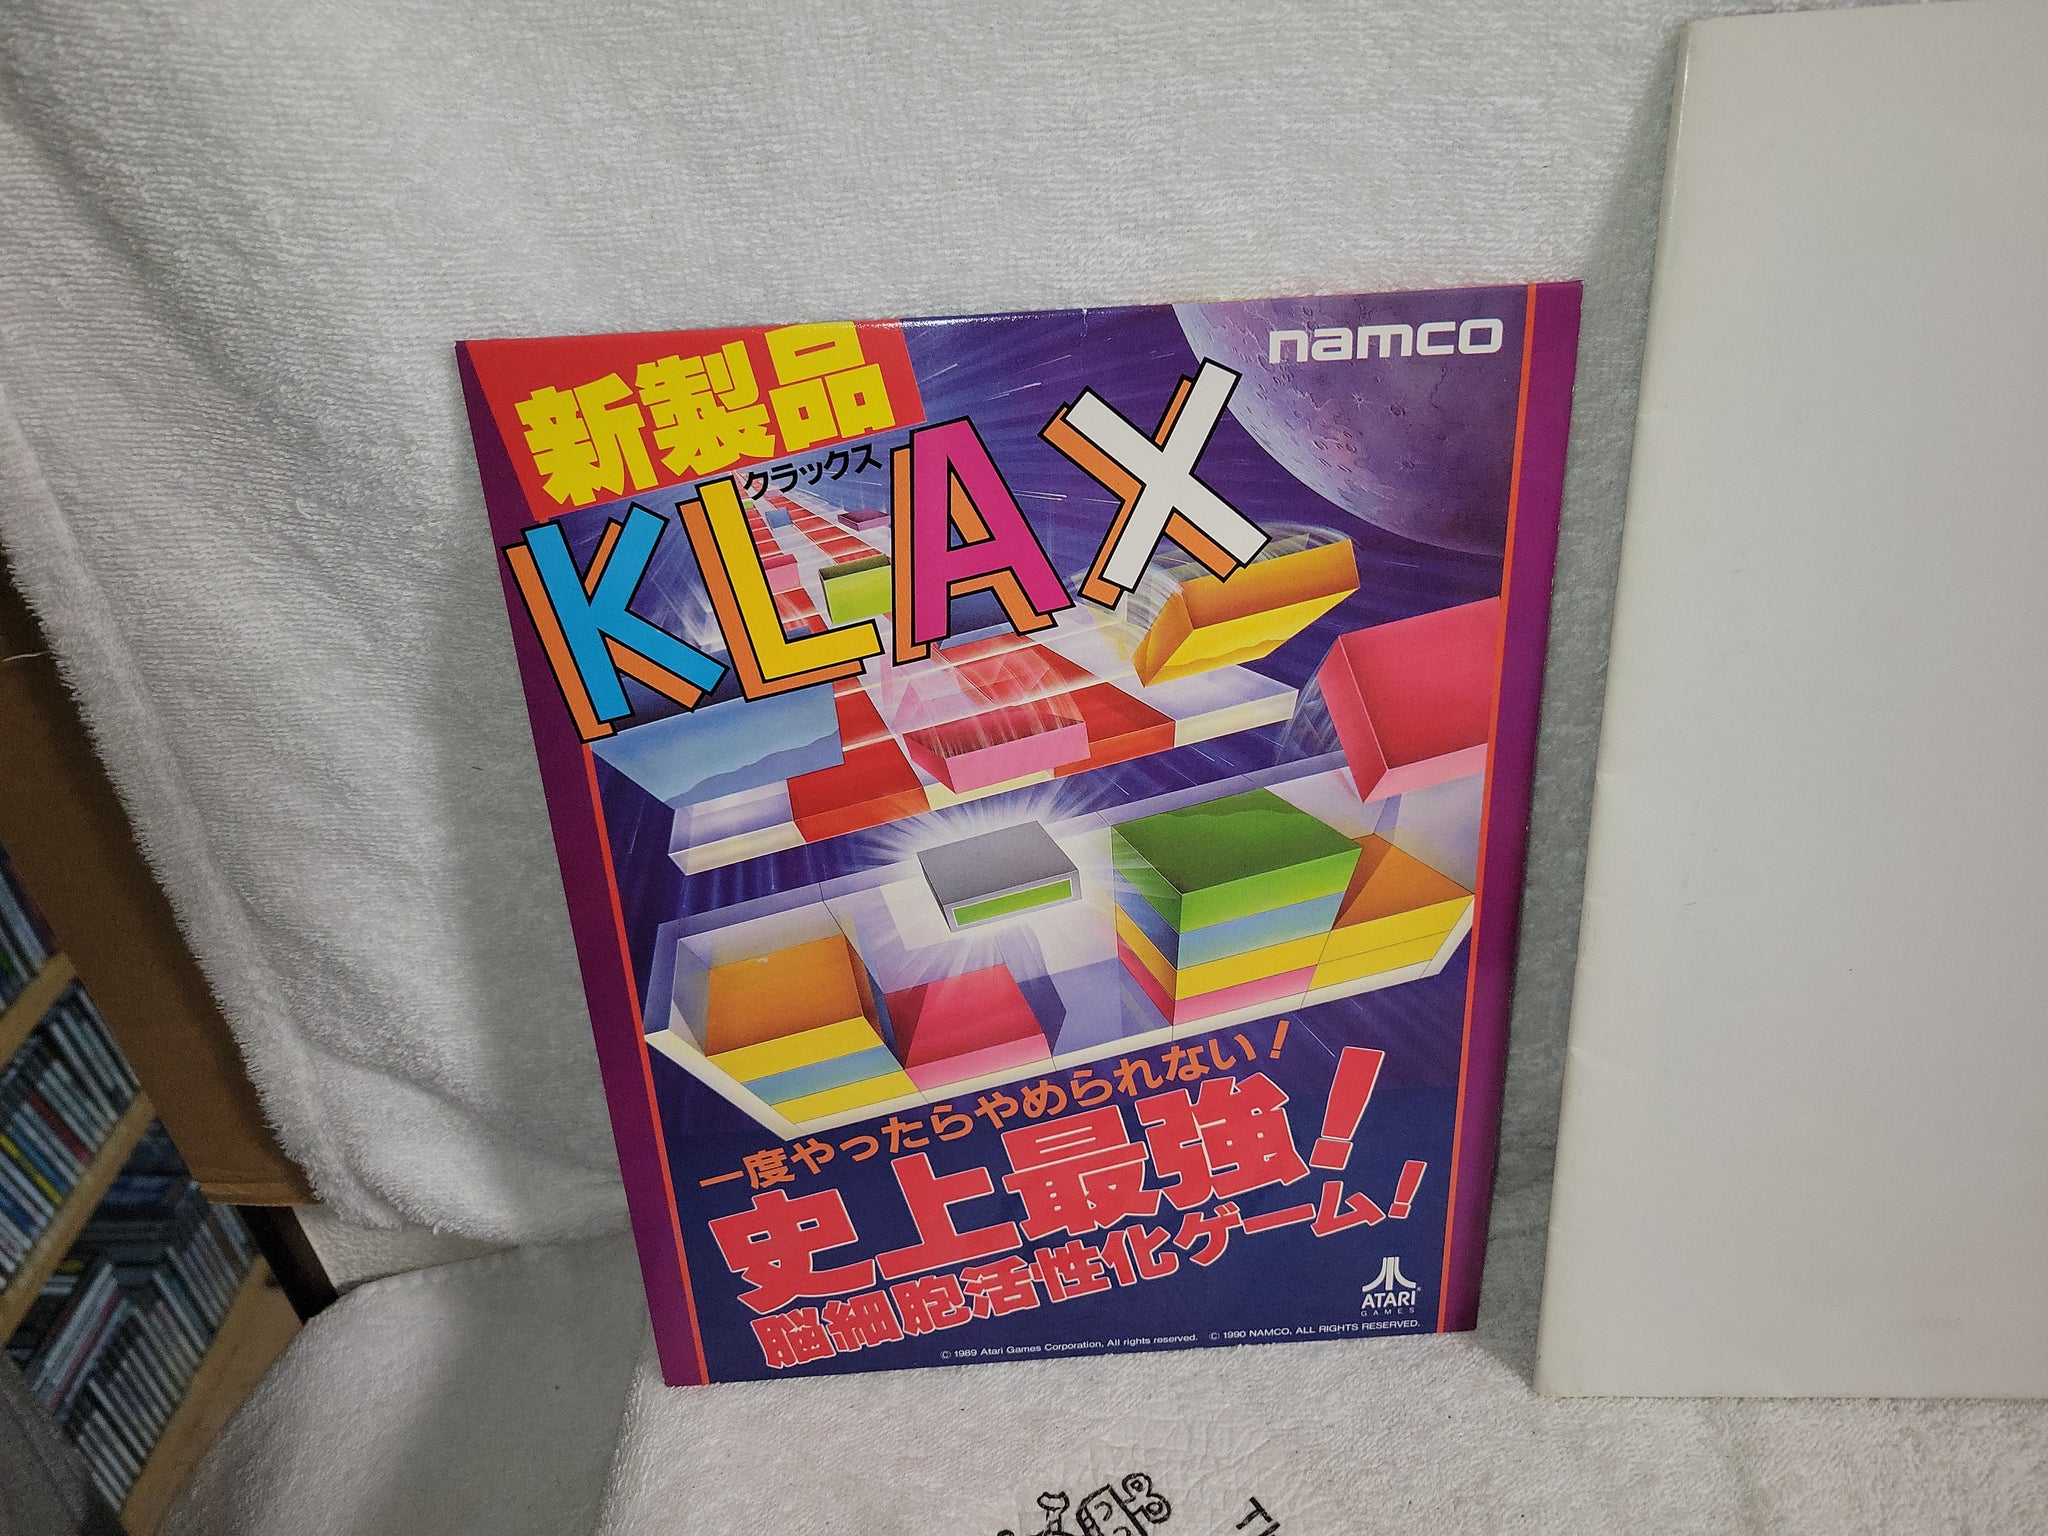 namco
新製品
クラックス
KLAX
一度やったらやめられない!
史上最強!
脳細胞活性化ゲーム!
ATARI®
GAMES
© 1989 Atari Games Corporation, All rights reserved. © 1990 NAMCO, ALL RIGHTS RESERVED.